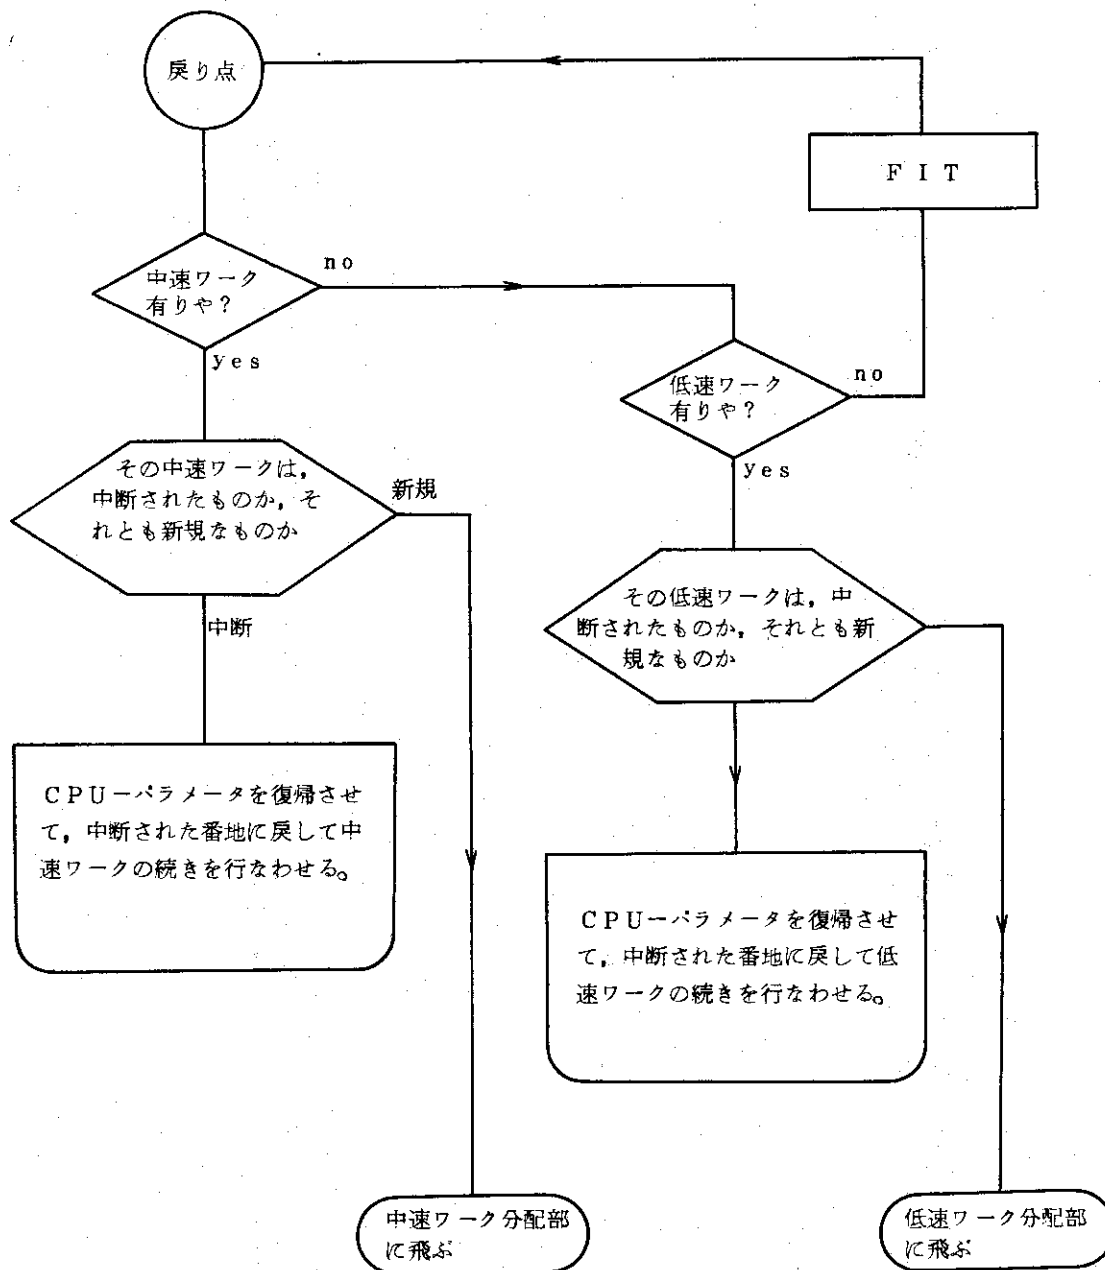 戻り点
FIT
中速ワーク
有りや?
no
yes
低速ワーク
有りや?
no
yes
その中速ワークは,
中断されたものか,そ
れとも新規なものか
新規
中断
その低速ワークは,中
断されたものか,それとも新
規なものか
CPUーパラメータを復帰させ
て,中断された番地に戻して中
速ワークの続きを行なわせる。
CPUーパラメータを復帰させ
て,中断された番地に戻して低
速ワークの続きを行なわせる。
中速ワーク分配部
に飛ぶ
低速ワーク分配部
に飛ぶ